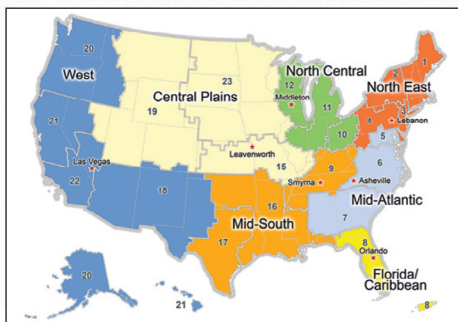 20
West
21
Las Vegas
22
18
20
21
19
Central Plains
23
Leavenworth
15
North Central
12
Middleton
11
10
North East
1
2
3
4
Lebanon
5
6
Asheville
Mid-Atlantic
7
9
Smyrna
16
Mid-South
17
8
Orlando
Florida/
Caribbean
8